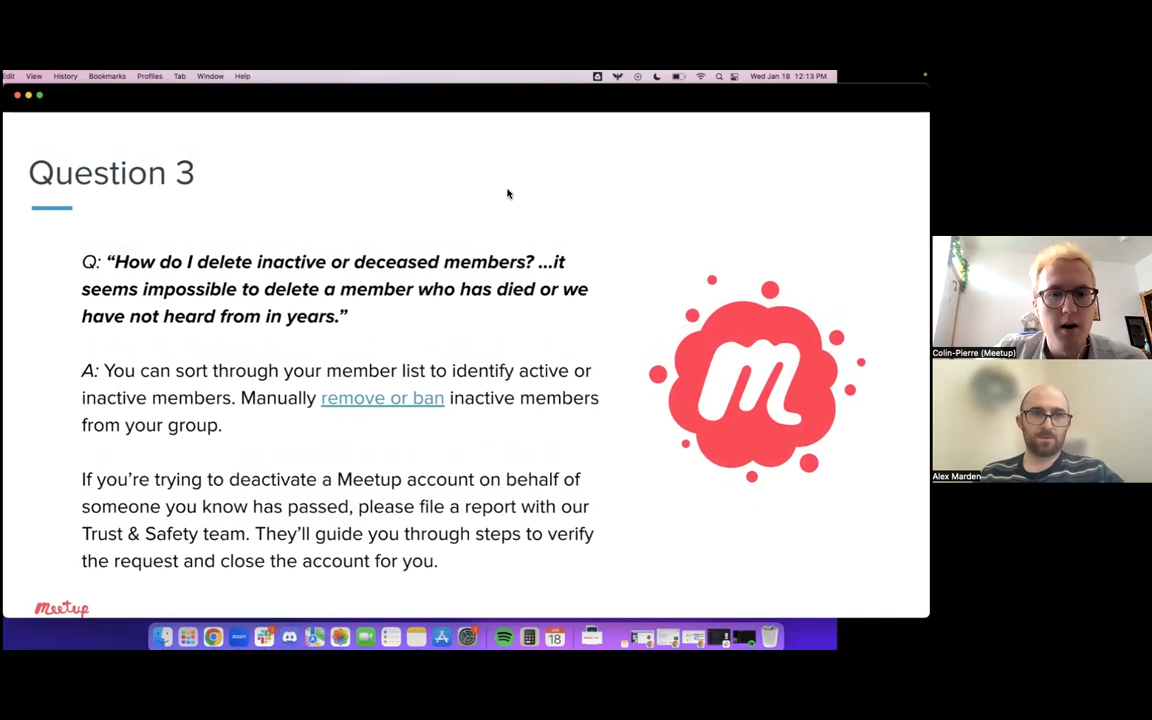 Edit View History Bookmarks Profiles Tab Window Help
Wed Jan 18 12:13 PM
Question 3
Q: “How do I delete inactive or deceased members? ...it
seems impossible to delete a member who has died or we
have not heard from in years.”
A: You can sort through your member list to identify active or
inactive members. Manually remove or ban inactive members
from your group.
If you’re trying to deactivate a Meetup account on behalf of
someone you know has passed, please file a report with our
Trust & Safety team. They’ll guide you through steps to verify
the request and close the account for you.
m
meetup
Colin-Pierre (Meetup)
Alex Marden
zoom
18